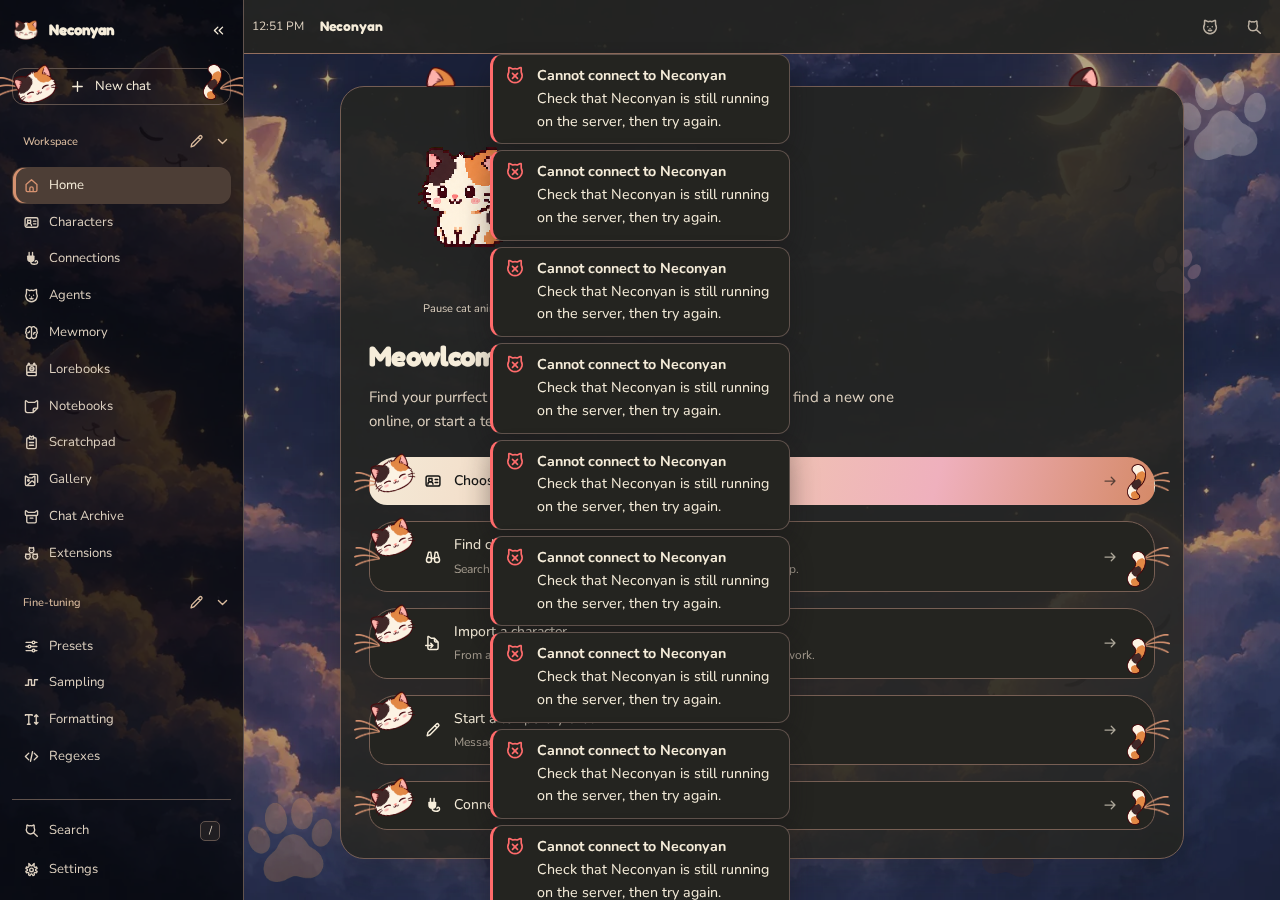 Neconyan
New chat
Workspace
Home
Characters
Connections
Agents
Mewmory
Lorebooks
Notebooks
Scratchpad
Gallery
Chat Archive
Extensions
Fine-tuning
Presets
Sampling
Formatting
Regexes
Search
/
Settings
12:51 PM Neconyan
Cannot connect to Neconyan
Check that Neconyan is still running
on the server, then try again.
Cannot connect to Neconyan
Check that Neconyan is still running
on the server, then try again.
Cannot connect to Neconyan
Check that Neconyan is still running
on the server, then try again.
Cannot connect to Neconyan
Check that Neconyan is still running
on the server, then try again.
Cannot connect to Neconyan
Check that Neconyan is still running
on the server, then try again.
Cannot connect to Neconyan
Check that Neconyan is still running
on the server, then try again.
Cannot connect to Neconyan
Check that Neconyan is still running
on the server, then try again.
Cannot connect to Neconyan
Check that Neconyan is still running
on the server, then try again.
Cannot connect to Neconyan
Check that Neconyan is still running
on the server, then try again.
Pause cat
Find your purrfect find a new one
online, or start a
Find
Search
Import a character
From
Start a